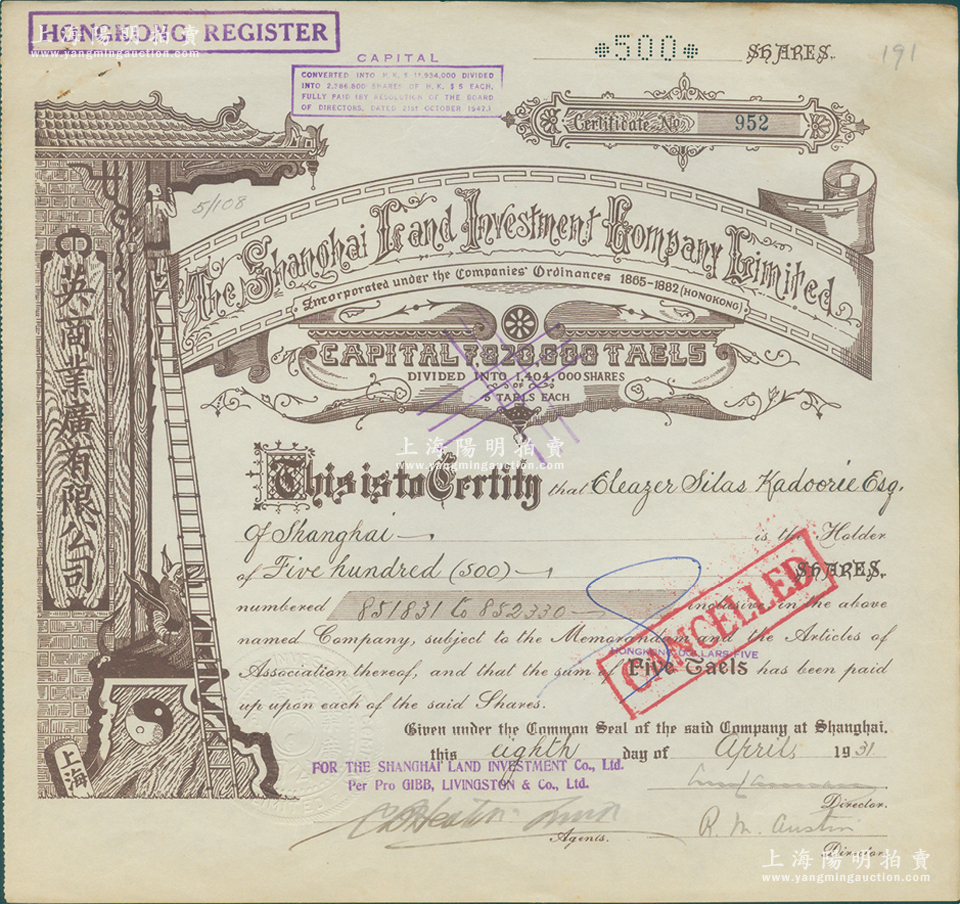 HONGKONG REGISTER
上海陽明拍賣
www.yangmingauction.com
*500* SHARES.
191
CAPITAL
CONVERTED INTO H.K. $ 11,934,000 DIVIDED
INTO 2,386,800 SHARES OF H.K. $5 EACH,
FULLY PAID (BY RESOLUTION OF THE BOARD
OF DIRECTORS, DATED 21ST OCTOBER 1947.)
Certificate No 952
5/108
The Shanghai Land Investment Company Limited.
Incorporated under the Companies' Ordinances 1865-1882 (HONGKONG)
CAPITAL 7,020,000 TAELS
DIVIDED INTO 1,404,000 SHARES
OF
5 TAELS EACH
英商業廣有限公司
上海陽明拍賣
www.yangmingauction.com
This is to Certify that Eleazer Silas Kadoorie Esq.
of Shanghai is the Holder
of Five hundred (500) SHARES.
numbered 851831 to 852330 inclusive in the above
named Company, subject to the Memorandum and the Articles of
HONGKONG DOLLARS FIVE
Association thereof, and that the sum of Five Taels has been paid
up upon each of the said Shares.
CANCELLED
Given under the Common Seal of the said Company at Shanghai.
this eighth day of April 1931
FOR THE SHANGHAI LAND INVESTMENT Co., Ltd.
Per Pro GIBB, LIVINGSTON & Co., Ltd.
上海
Director.
Agents.
R. M. Austin
Director.
上海陽明拍賣
www.yangmingauction.com